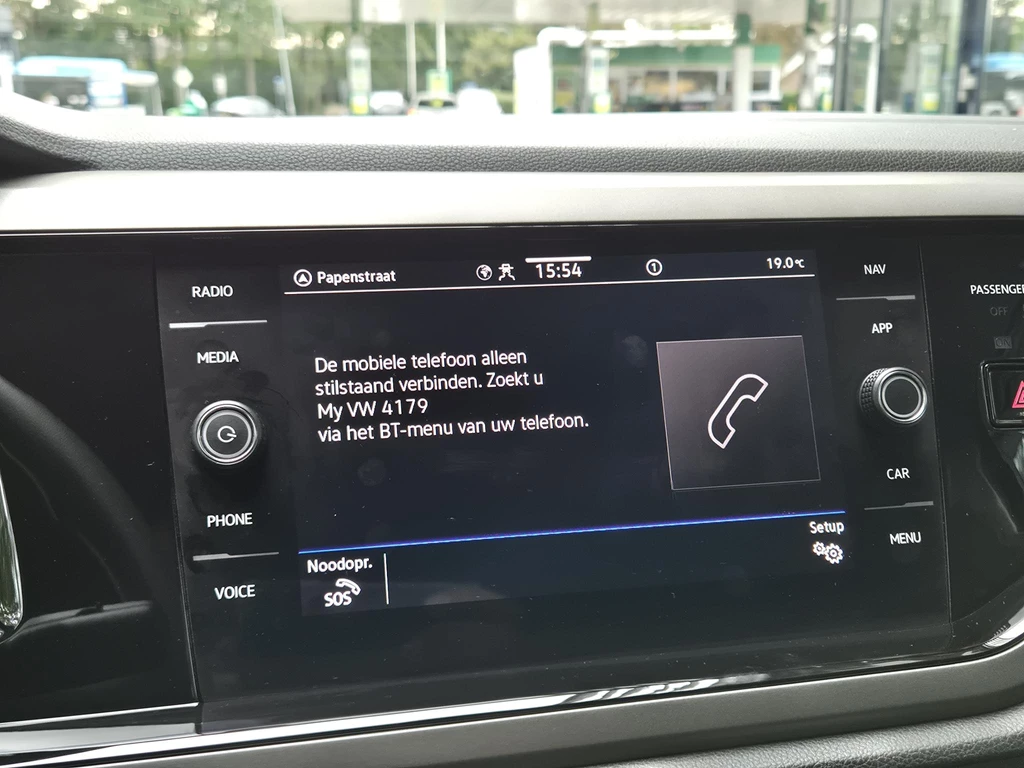 RADIO
MEDIA
PHONE
VOICE
Papenstraat
15:54
1
19.0°C
De mobiele telefoon alleen
stilstaand verbinden. Zoekt u
My VW 4179
via het BT-menu van uw telefoon.
Noodopr.
SOS
Setup
NAV
APP
CAR
MENU
PASSENGER
OFF